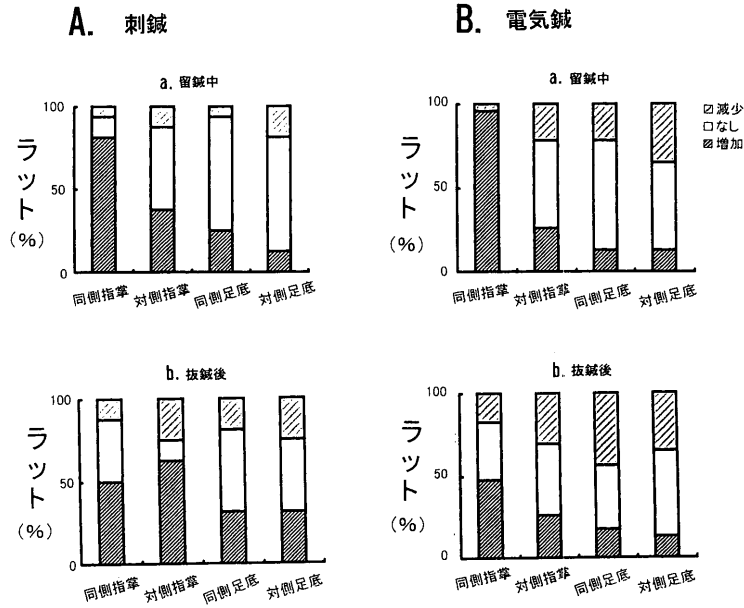 A. 刺鍼
a. 留鍼中
ラット
(%)
100
50
0
同側指掌 対側指掌 同側足底 対側足底
b. 抜鍼後
ラット
(%)
100
50
0
同側指掌 対側指掌 同側足底 対側足底
B. 電気鍼
a. 留鍼中
ラット
(%)
100
50
0
同側指掌 対側指掌 同側足底 対側足底
減少
なし
増加
b. 抜鍼後
ラット
(%)
100
50
0
同側指掌 対側指掌 同側足底 対側足底